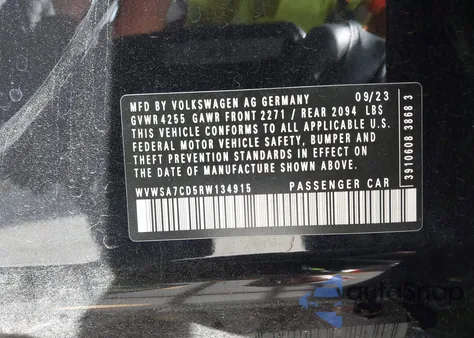 MFD BY VOLKSWAGEN AG GERMANY 09/23
GVWR 4255 GAWR FRONT 2271 / REAR 2094 LBS
THIS VEHICLE CONFORMS TO ALL APPLICABLE U.S.
FEDERAL MOTOR VEHICLE SAFETY, BUMPER AND
THEFT PREVENTION STANDARDS IN EFFECT ON
THE DATE OF MANUFACTURE SHOWN ABOVE.
WVWSA7CD5RW134915 PASSENGER CAR
3910608 3868 3
autoShop